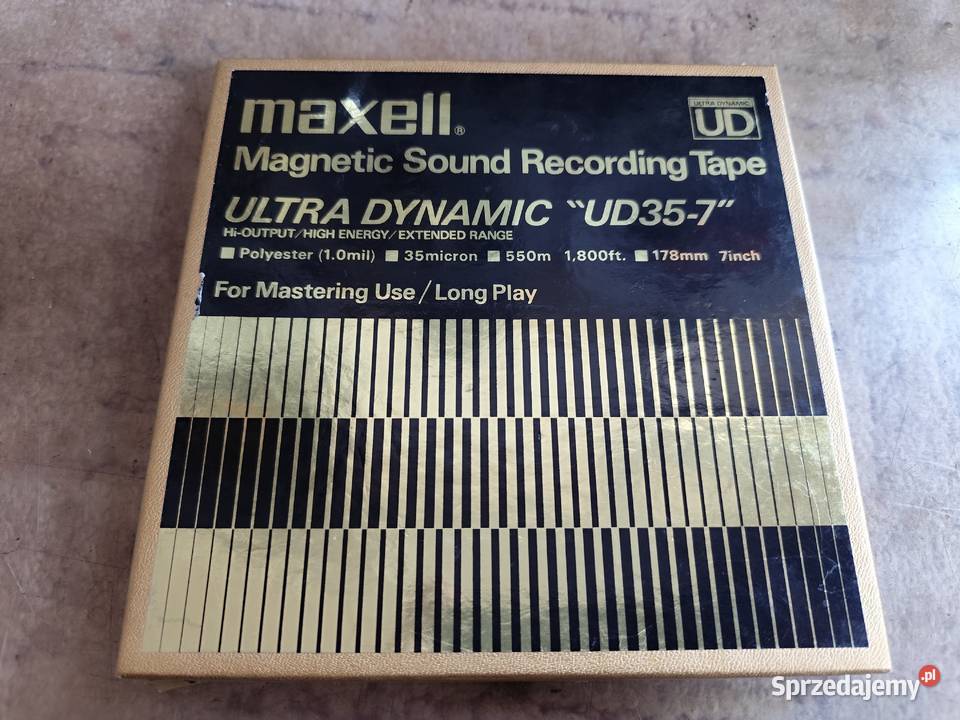 maxell®
ULTRA DYNAMIC
UD
Magnetic Sound Recording Tape
ULTRA DYNAMIC "UD35-7"
Hi-OUTPUT/HIGH ENERGY/EXTENDED RANGE
Polyester (1.0mil) 35micron 550m 1,800ft. 178mm 7inch
For Mastering Use / Long Play
Sprzedajemy.pl